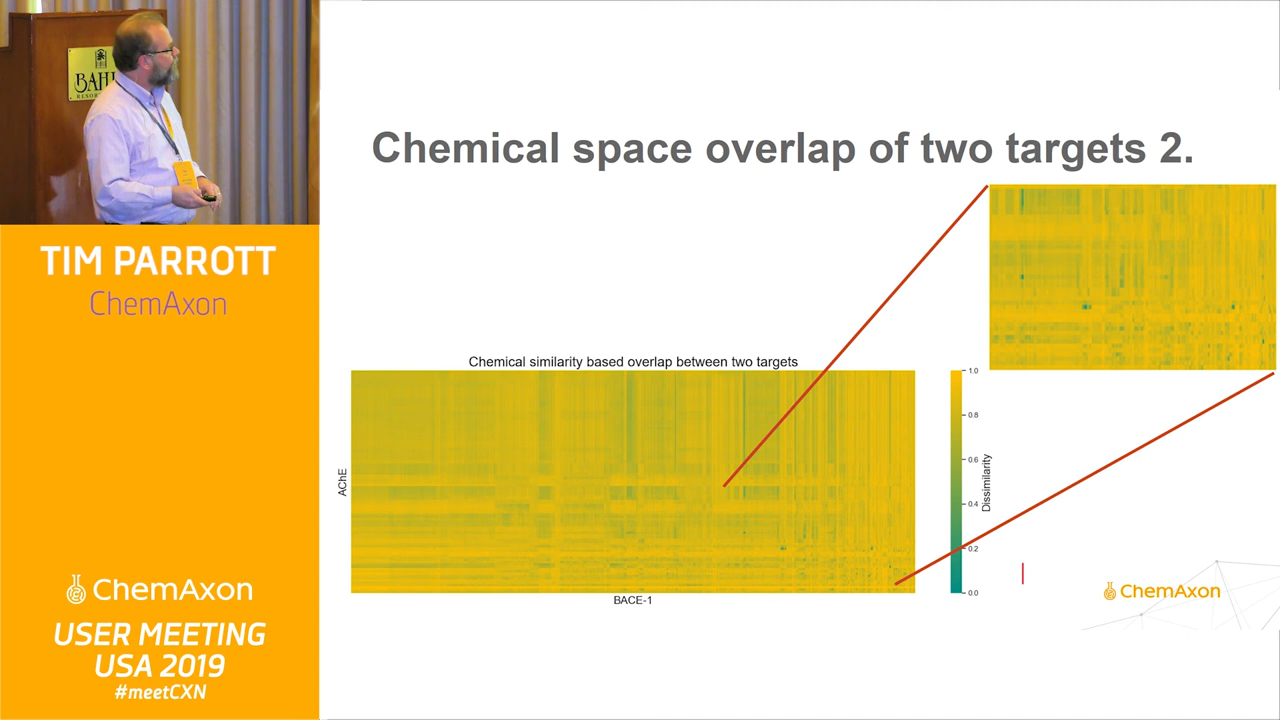 BAHI
RESOR
TIM PARROTT
ChemAxon
ChemAxon
USER MEETING
USA 2019
#meetCXN
Chemical space overlap of two targets 2.
Chemical similarity based overlap between two targets
AChE
BACE-1
1.0
0.8
0.6
0.4
0.2
0.0
Dissimilarity
ChemAxon